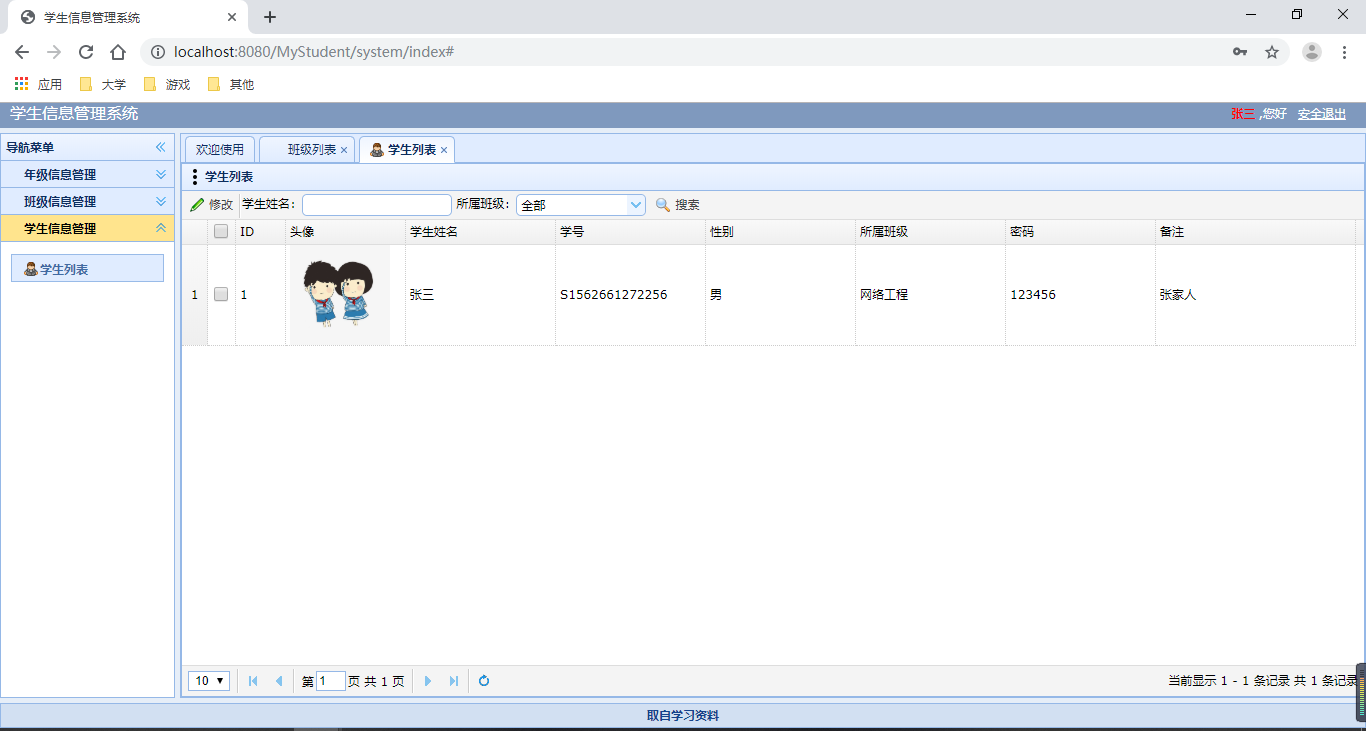 学生信息管理系统
localhost:8080/MyStudent/system/index#
应用 大学 游戏 其他
学生信息管理系统 张三 ,您好 安全退出
导航菜单
年级信息管理
班级信息管理
学生信息管理
学生列表
欢迎使用 班级列表 学生列表
学生列表
修改 学生姓名: 所属班级: 全部 搜索
ID 头像 学生姓名 学号 性别 所属班级 密码 备注
1 1 张三 S1562661272256 男 网络工程 123456 张家人
10 第 1 页 共 1 页 当前显示 1 - 1 条记录 共 1 条记录
取自学习资料